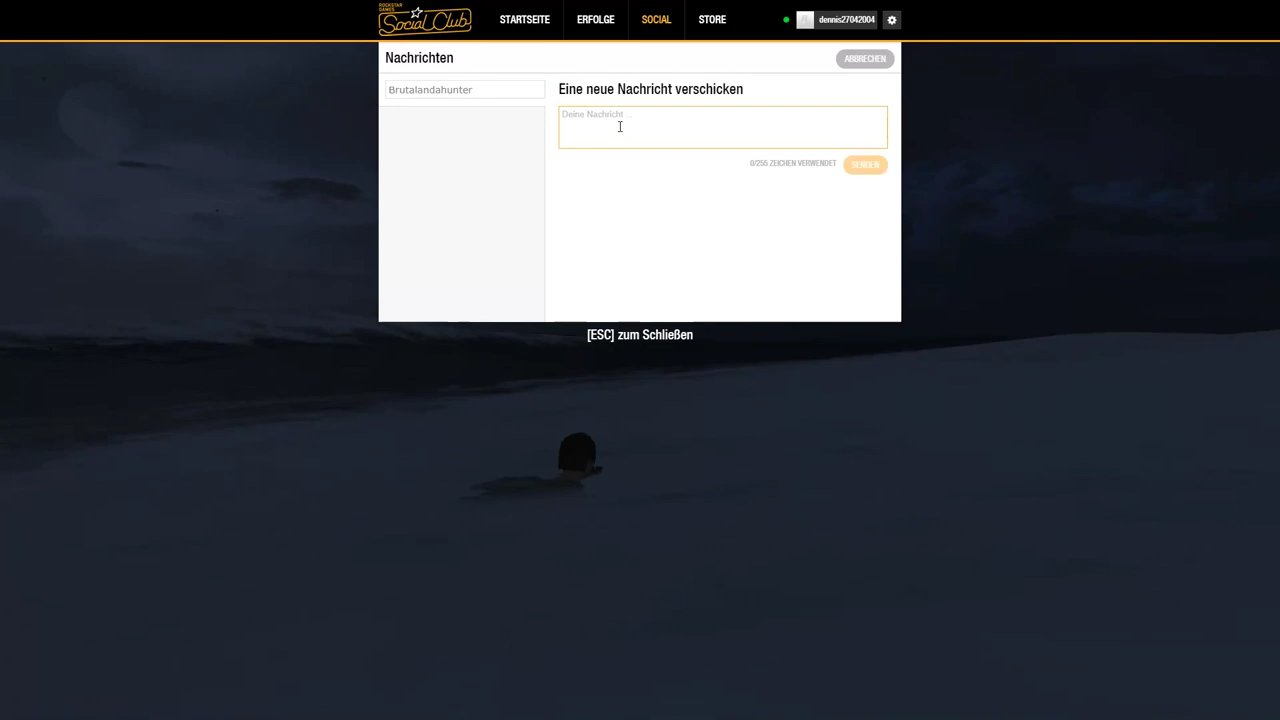 ROCKSTAR
GAMES
Social Club
STARTSEITE
ERFOLGE
SOCIAL
STORE
dennis27042004
Nachrichten
ABBRECHEN
Brutalandahunter
Eine neue Nachricht verschicken
Deine Nachricht ...
0/255 ZEICHEN VERWENDET
SENDEN
[ESC] zum Schließen